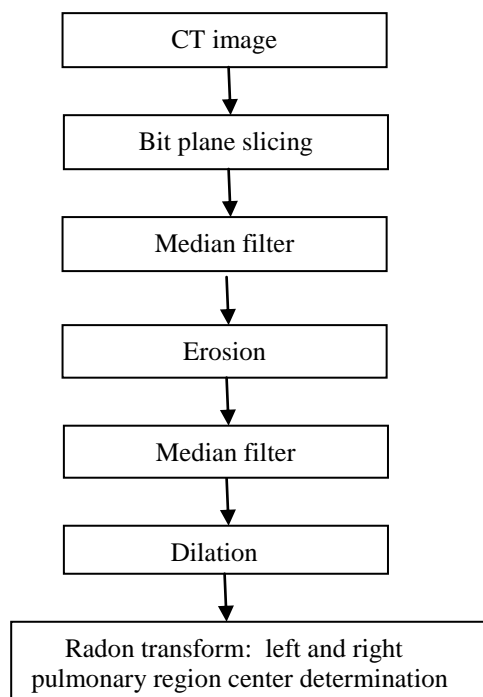 CT image
Bit plane slicing
Median filter
Erosion
Median filter
Dilation
Radon transform: left and right
pulmonary region center determination